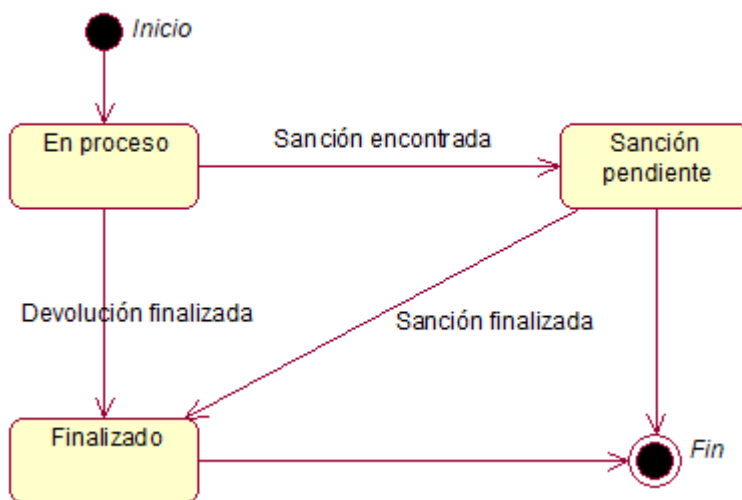 Inicio
En proceso
Sanción encontrada
Sanción
pendiente
Devolución finalizada
Sanción finalizada
Finalizado
Fin